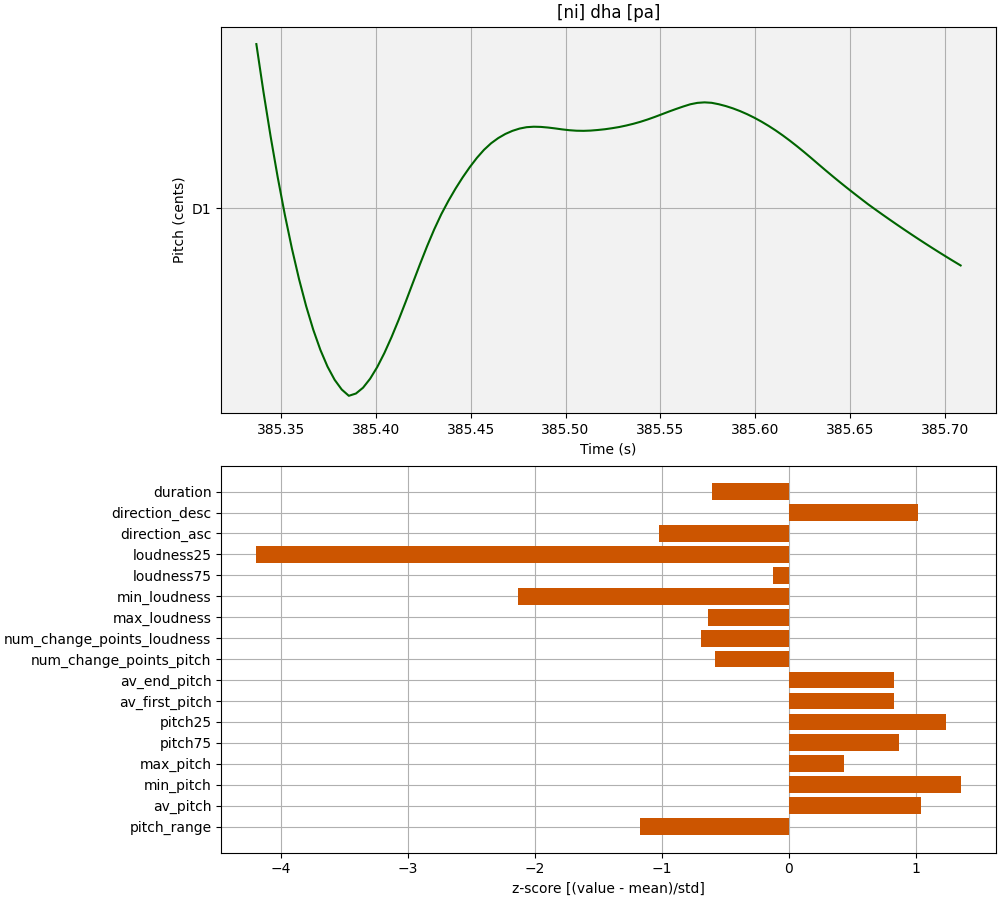 [ni] dha [pa]
Pitch (cents)
D1
385.35 385.40 385.45 385.50 385.55 385.60 385.65 385.70
Time (s)
duration
direction_desc
direction_asc
loudness25
loudness75
min_loudness
max_loudness
num_change_points_loudness
num_change_points_pitch
av_end_pitch
av_first_pitch
pitch25
pitch75
max_pitch
min_pitch
av_pitch
pitch_range
−4 −3 −2 −1 0 1
z-score [(value - mean)/std]